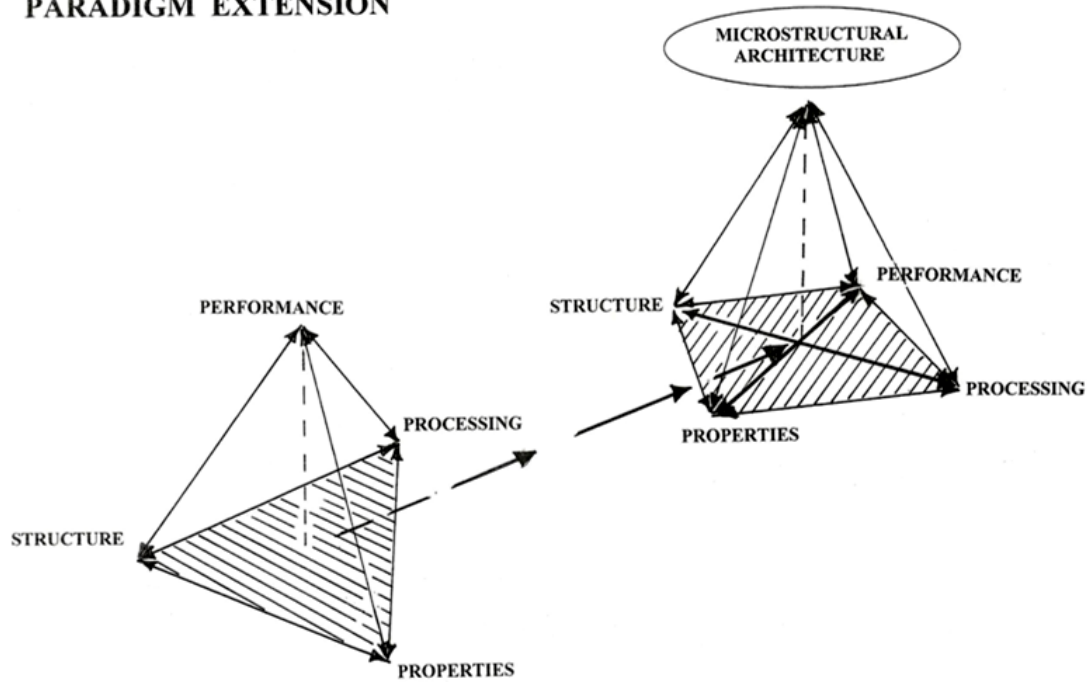 PARADIGM EXTENSION
MICROSTRUCTURAL
ARCHITECTURE
PERFORMANCE
STRUCTURE
PERFORMANCE
PROCESSING
PROCESSING
PROPERTIES
STRUCTURE
PROPERTIES